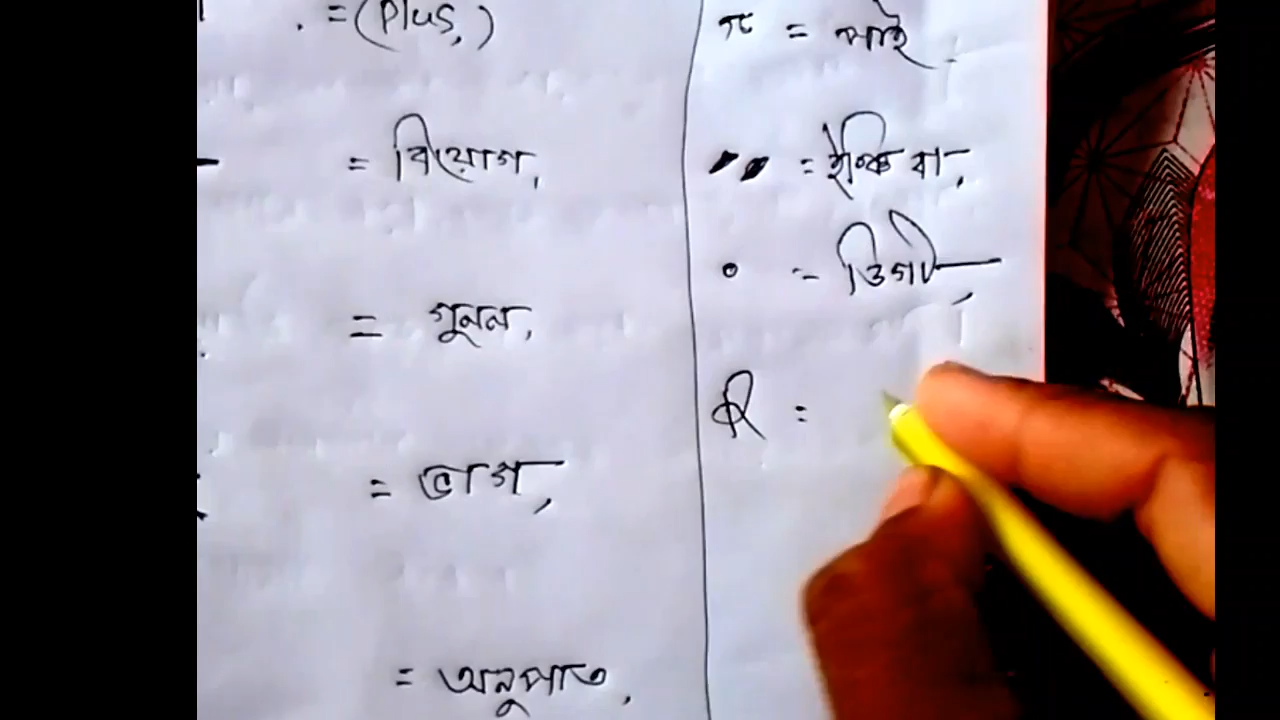 . = (Plus,)
- = বিয়োগ,
= গুনন,
= ভাগ,
= অনুপাত,
π = পাই
〃 = ইঞ্চি বা,
° = ডিগ্রী,
R =